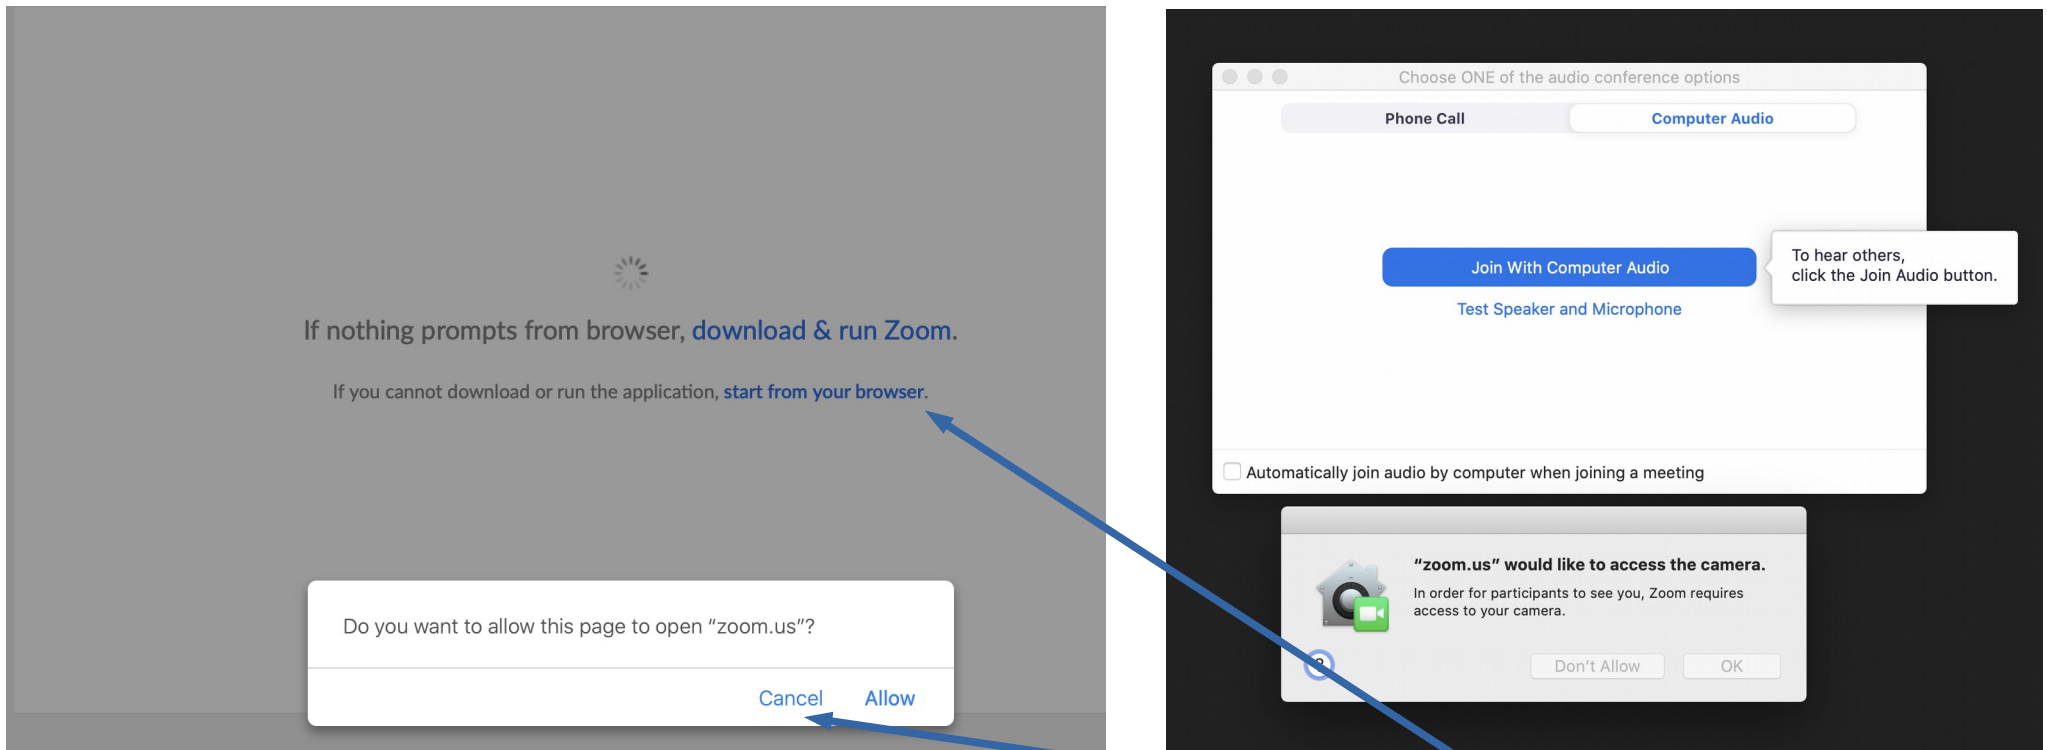 If nothing prompts from browser, download & run Zoom.
If you cannot download or run the application, start from your browser.
Do you want to allow this page to open “zoom.us”?
Cancel Allow
Choose ONE of the audio conference options
Phone Call Computer Audio
Join With Computer Audio
To hear others,
click the Join Audio button.
Test Speaker and Microphone
Automatically join audio by computer when joining a meeting
“zoom.us” would like to access the camera.
In order for participants to see you, Zoom requires
access to your camera.
Don’t Allow OK